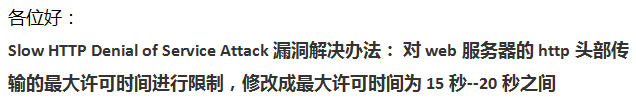 各位好：
Slow HTTP Denial of Service Attack 漏洞解决办法： 对 web 服务器的 http 头部传
输的最大许可时间进行限制，修改成最大许可时间为 15 秒--20 秒之间